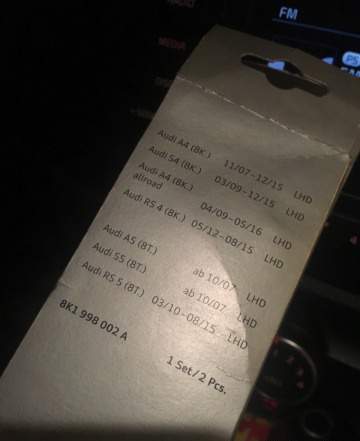 RADIO
FM
MEDIA
Audi A4 (8K.) 11/07-12/15 LHD
Audi S4 (8K.) 03/09-12/15 LHD
Audi A4 (8K.) 04/09-05/16 LHD
allroad
Audi RS 4 (8K.) 05/12-08/15 LHD
Audi A5 (8T.) ab 10/07 LHD
Audi S5 (8T.) ab 10/07 LHD
Audi RS 5 (8T.) 03/10-08/15 LHD
8K1 998 002 A
1 Set/2 Pcs.